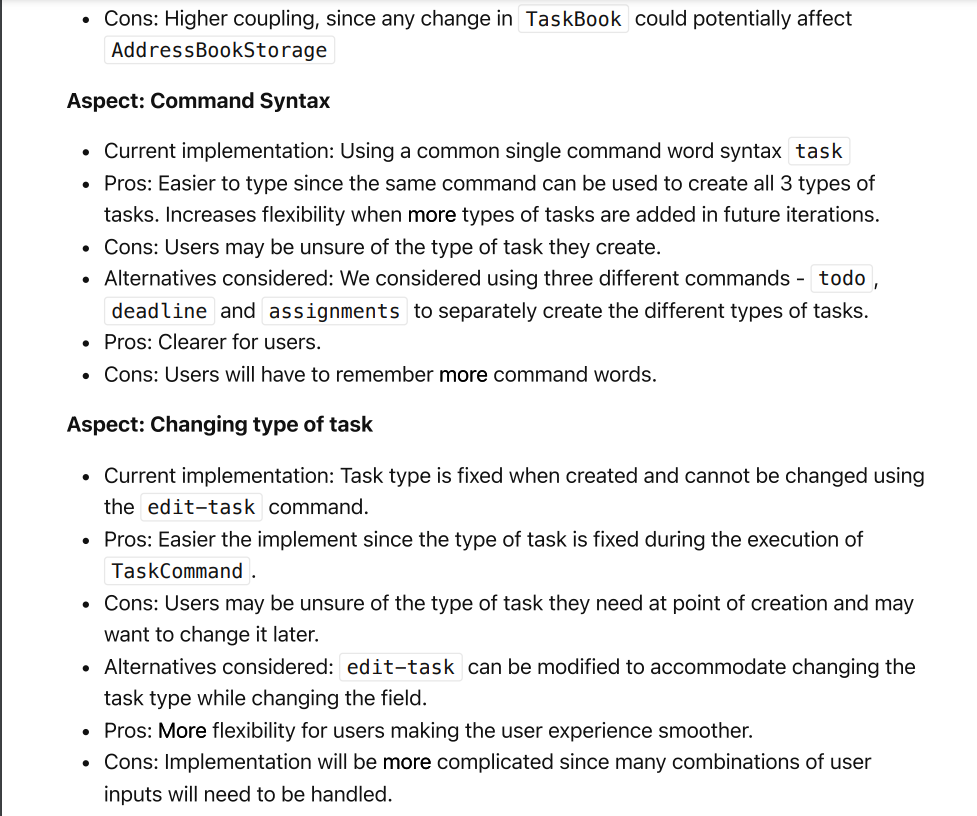 Cons: Higher coupling, since any change in TaskBook could potentially affect
AddressBookStorage
Aspect: Command Syntax
Current implementation: Using a common single command word syntax task
Pros: Easier to type since the same command can be used to create all 3 types of
tasks. Increases flexibility when more types of tasks are added in future iterations.
Cons: Users may be unsure of the type of task they create.
Alternatives considered: We considered using three different commands - todo ,
deadline and assignments to separately create the different types of tasks.
Pros: Clearer for users.
Cons: Users will have to remember more command words.
Aspect: Changing type of task
Current implementation: Task type is fixed when created and cannot be changed using
the edit-task command.
Pros: Easier the implement since the type of task is fixed during the execution of
TaskCommand .
Cons: Users may be unsure of the type of task they need at point of creation and may
want to change it later.
Alternatives considered: edit-task can be modified to accommodate changing the
task type while changing the field.
Pros: More flexibility for users making the user experience smoother.
Cons: Implementation will be more complicated since many combinations of user
inputs will need to be handled.